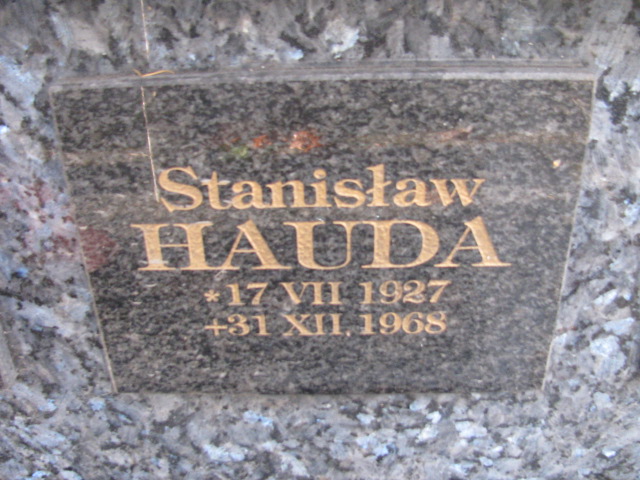 Stanisław
HAUDA
*17 VII 1927
+31 XII. 1968